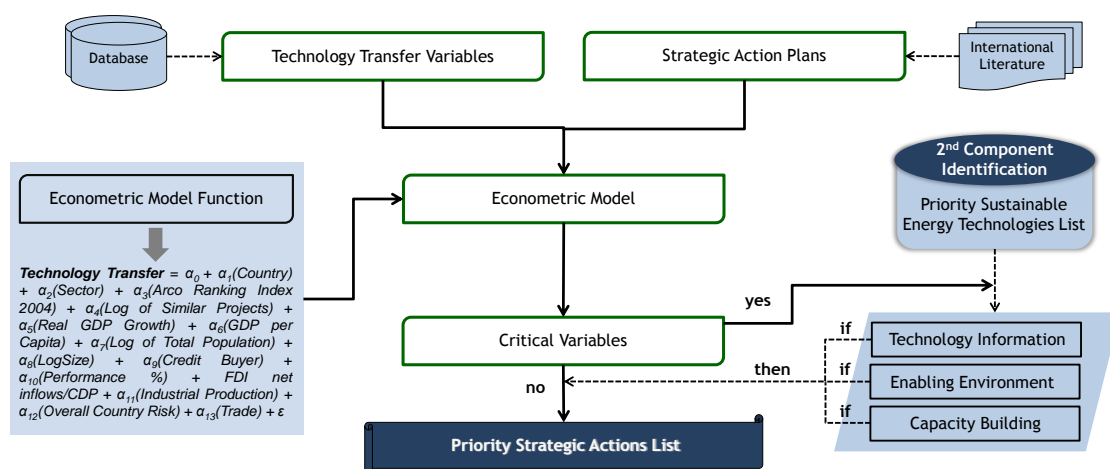 Database
Technology Transfer Variables
Strategic Action Plans
International
Literature
2nd Component
Identification
Priority Sustainable
Energy Technologies List
Econometric Model Function
Econometric Model
Technology Transfer = α0 + α1(Country)
+ α2(Sector) + α3(Arco Ranking Index
2004) + α4(Log of Similar Projects) +
α5(Real GDP Growth) + α6(GDP per
Capita) + α7(Log of Total Population) +
α8(LogSize) + α9(Credit Buyer) +
α10(Performance %) + FDI net
inflows/CDP + α11(Industrial Production) +
α12(Overall Country Risk) + α13(Trade) + ε
yes
Critical Variables
if
Technology Information
then
if
Enabling Environment
no
if
Capacity Building
Priority Strategic Actions List